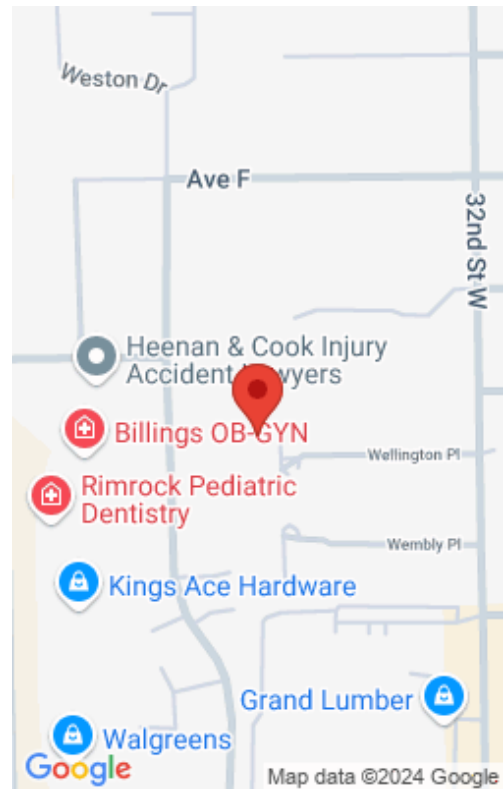 Weston Dr
Ave F
32nd St W
Heenan & Cook Injury
Accident Lawyers
Billings OB-GYN
Wellington Pl
Rimrock Pediatric
Dentistry
Wembly Pl
Kings Ace Hardware
Grand Lumber
Walgreens
Google
Map data ©2024 Google